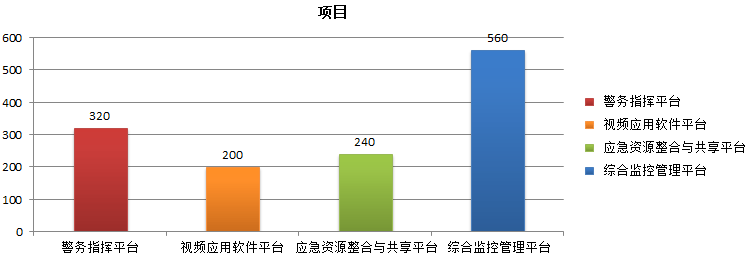 项目
600
500
400
300
200
100
0
320
200
240
560
警务指挥平台
视频应用软件平台
应急资源整合与共享平台
综合监控管理平台
警务指挥平台
视频应用软件平台
应急资源整合与共享平台
综合监控管理平台